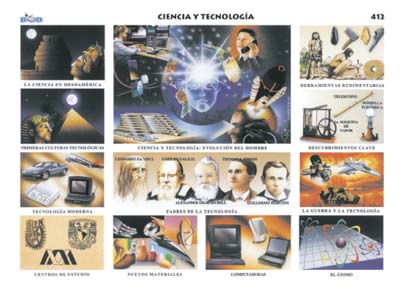 BOB
CIENCIA Y TECNOLOGÍA
412
LA CIENCIA EN MESOAMÉRICA
PRIMERAS CULTURAS TECNOLÓGICAS
TECNOLOGÍA MODERNA
CENTROS DE ESTUDIO
CIENCIA Y TECNOLOGÍA: EVOLUCIÓN DEL HOMBRE
LEONARDO DA VINCI
GALILEO GALILEI
THOMAS A. EDISON
ALEXANDER GRAHAM BELL
GUILLERMO MARCONI
PADRES DE LA TECNOLOGÍA
NUEVOS MATERIALES
COMPUTADORAS
HERRAMIENTAS RUDIMENTARIAS
TELESCOPIO
BOMBILLA
ELÉCTRICA
MÁQUINA
DE
VAPOR
DESCUBRIMIENTOS CLAVE
LA GUERRA Y LA TECNOLOGÍA
EL ÁTOMO